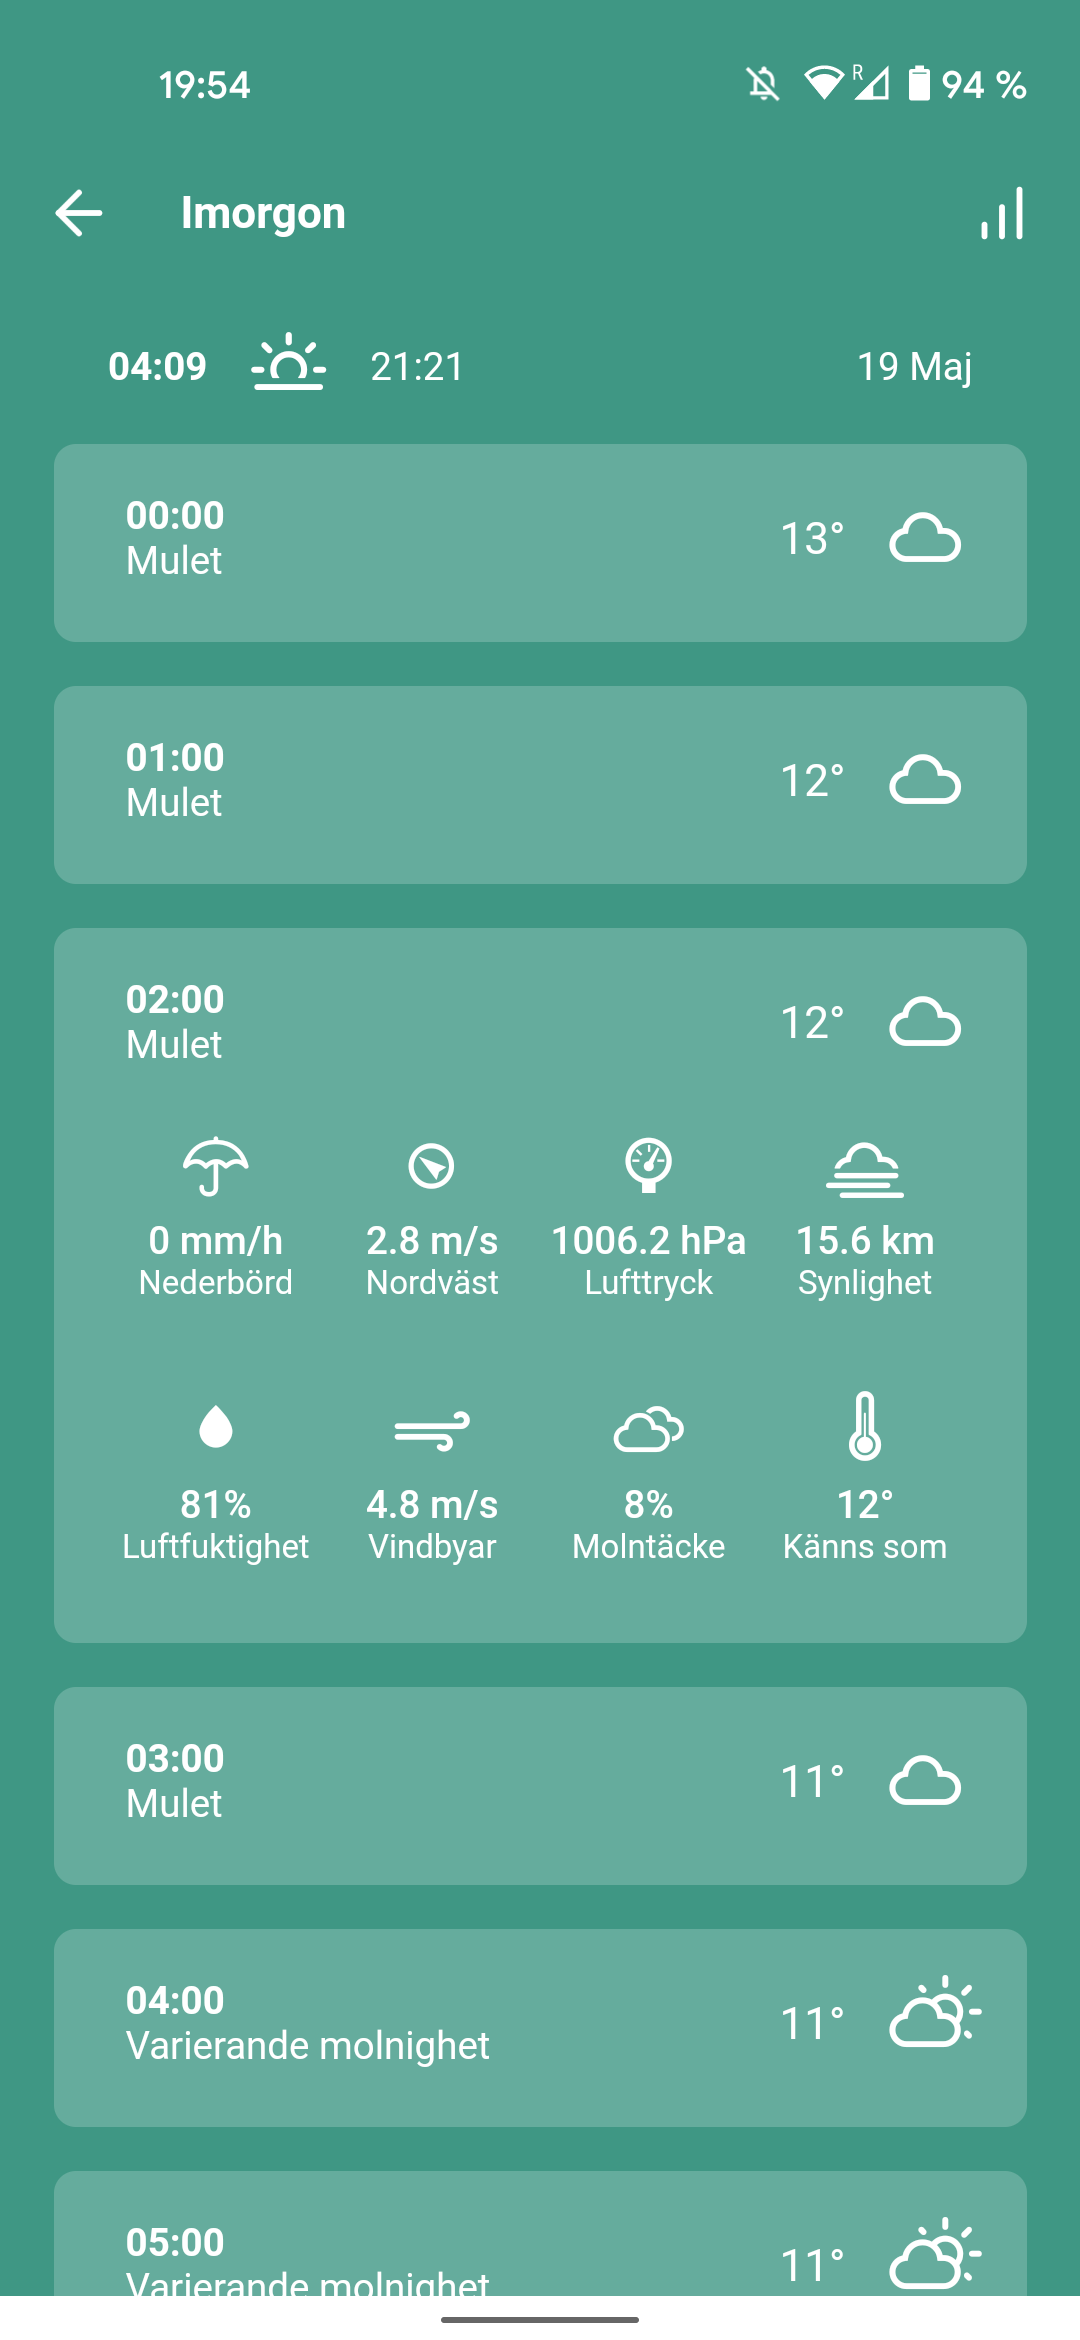 19:54
R
94 %
Imorgon
04:09 21:21 19 Maj
00:00
Mulet
13°
01:00
Mulet
12°
02:00
Mulet
12°
0 mm/h 2.8 m/s 1006.2 hPa 15.6 km
Nederbörd Nordväst Lufttryck Synlighet
81% 4.8 m/s 8% 12°
Luftfuktighet Vindbyar Molntäcke Känns som
03:00
Mulet
11°
04:00
Varierande molnighet
11°
05:00
Varierande molnighet
11°